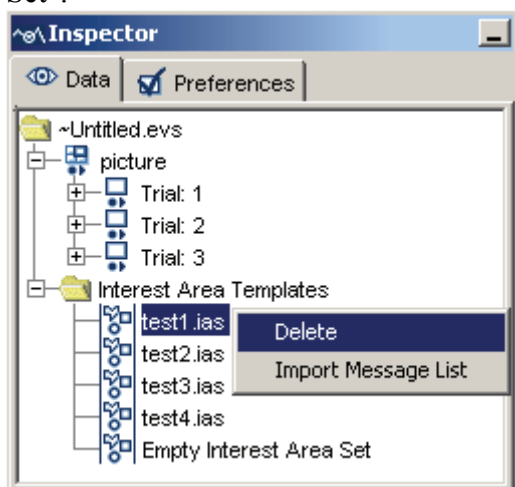 Inspector
Data
Preferences
~Untitled.evs
picture
Trial: 1
Trial: 2
Trial: 3
Interest Area Templates
test1.ias
Delete
test2.ias
Import Message List
test3.ias
test4.ias
Empty Interest Area Set